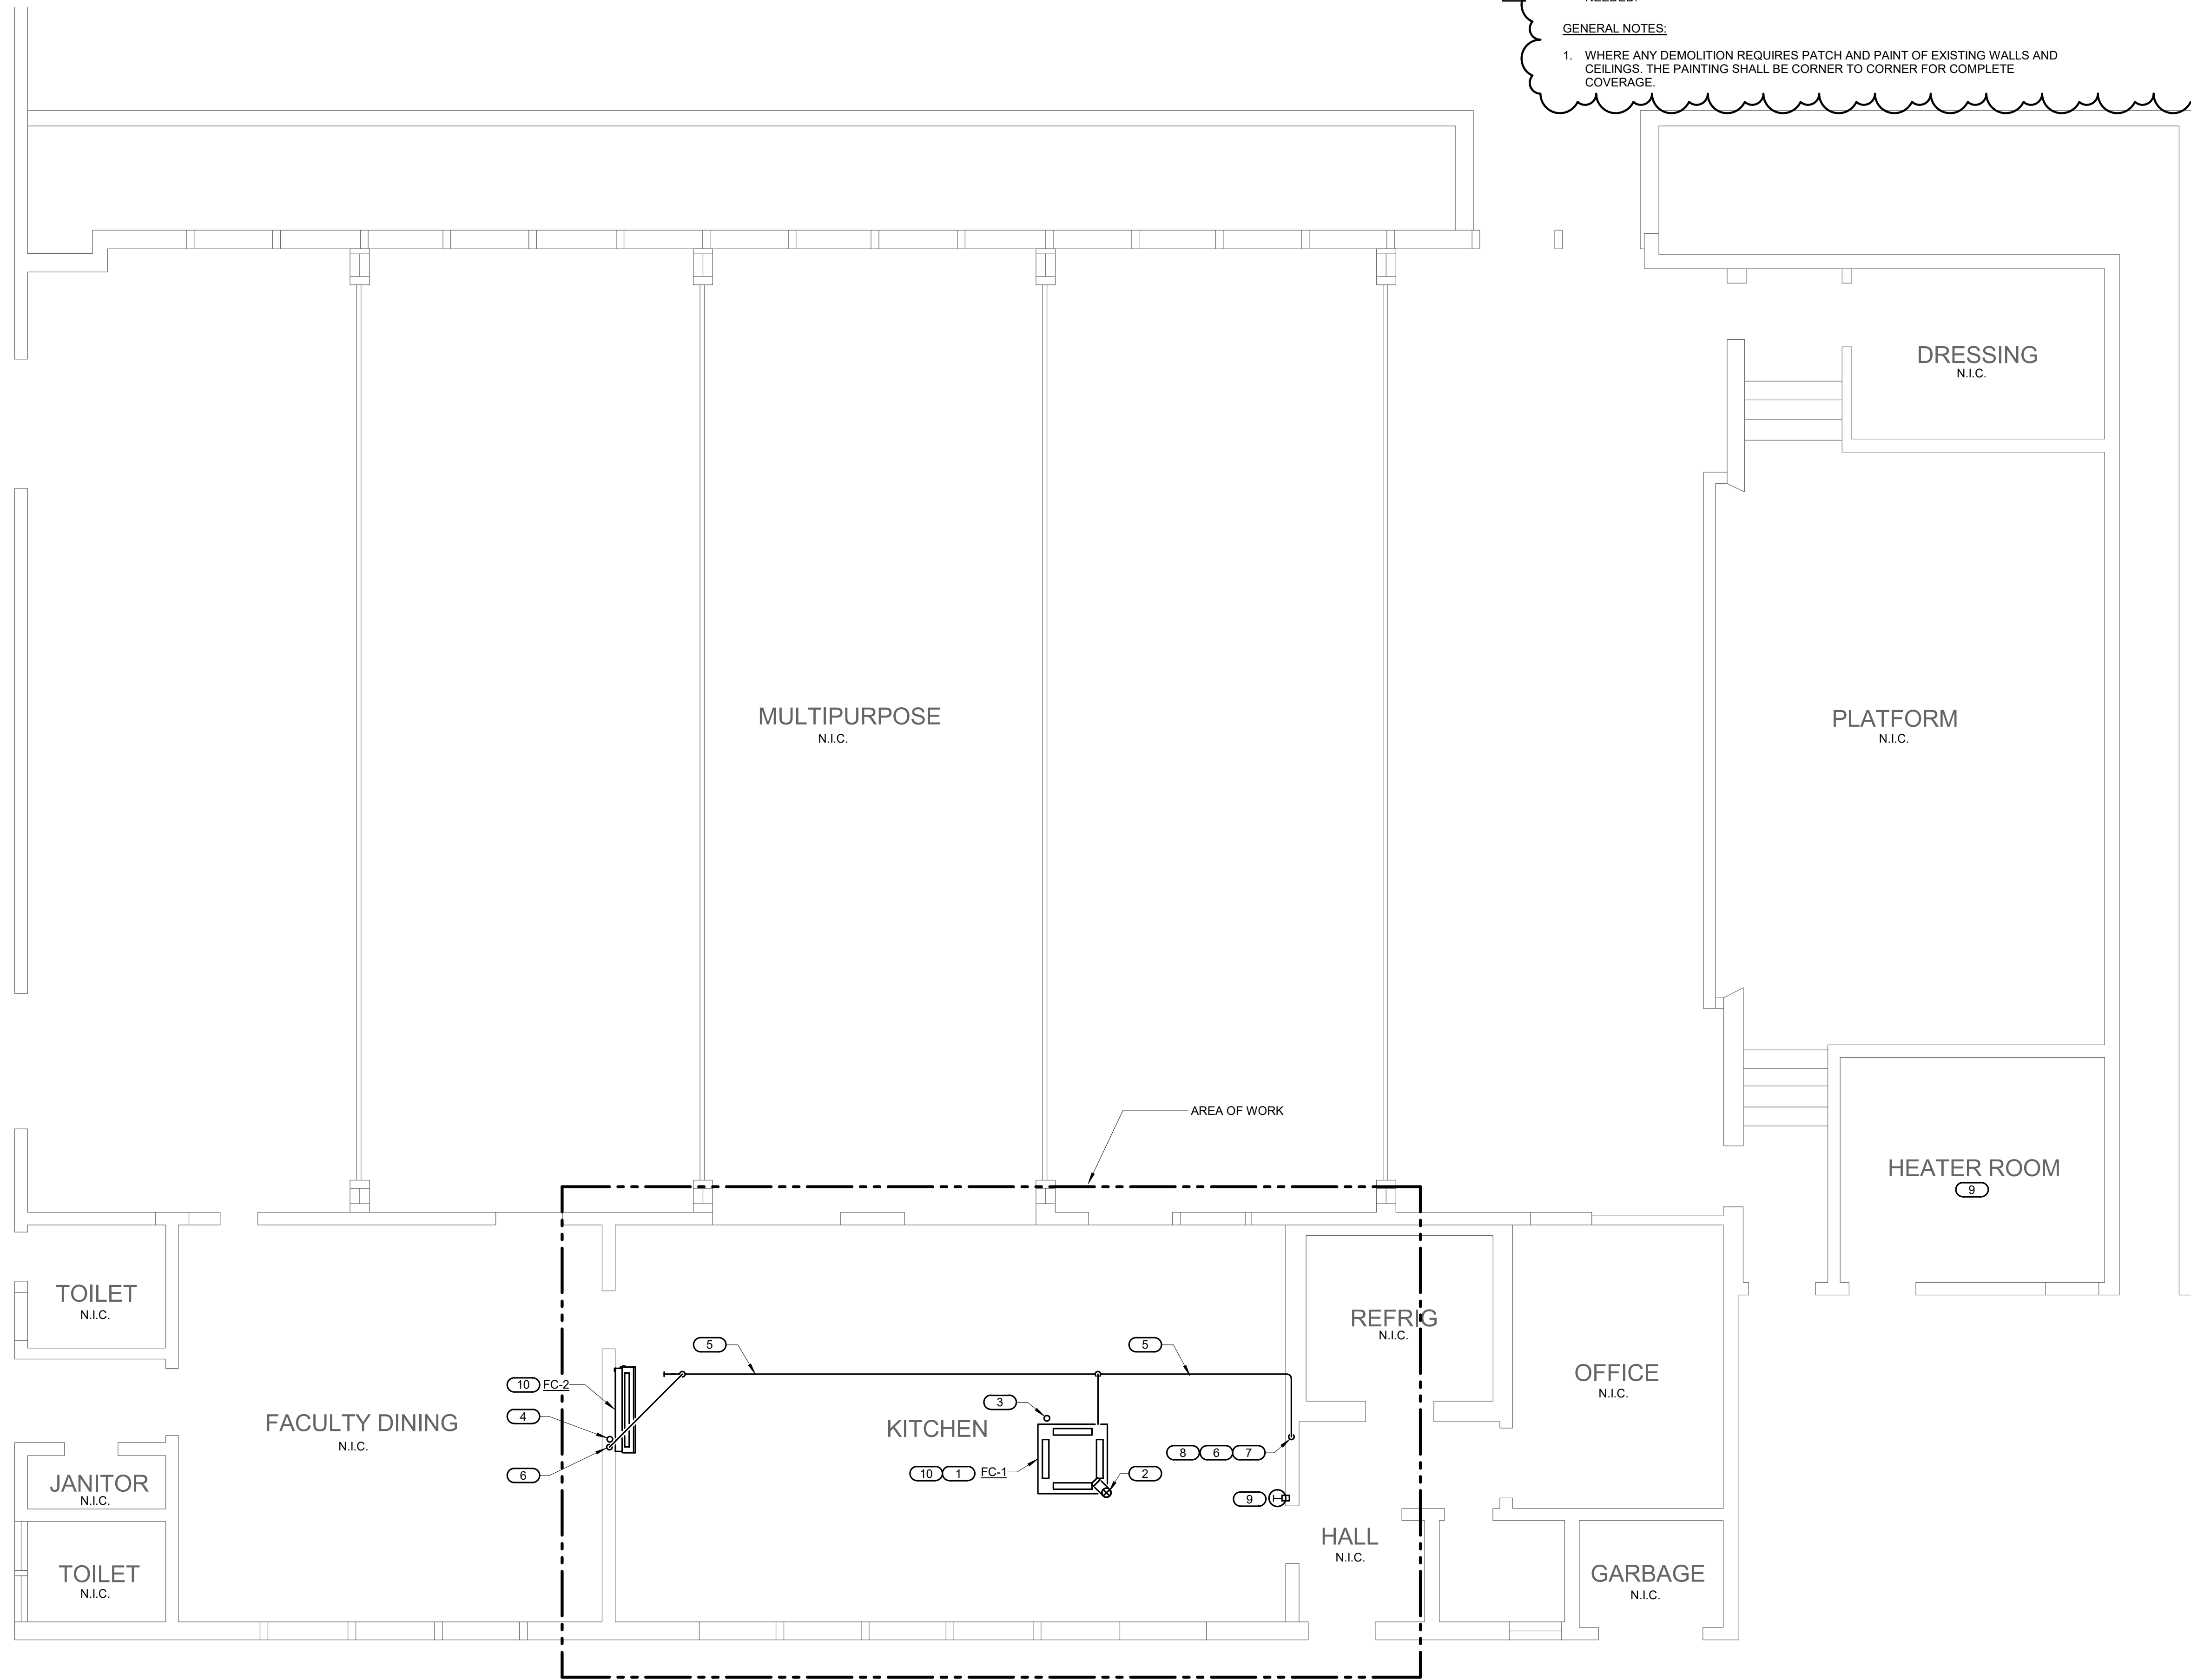 NEEDED.
GENERAL NOTES:
1. WHERE ANY DEMOLITION REQUIRES PATCH AND PAINT OF EXISTING WALLS AND
CEILINGS. THE PAINTING SHALL BE CORNER TO CORNER FOR COMPLETE
COVERAGE.
DRESSING
N.I.C.
MULTIPURPOSE
N.I.C.
PLATFORM
N.I.C.
AREA OF WORK
HEATER ROOM
9
TOILET
N.I.C.
REFRIG
N.I.C.
5
5
OFFICE
N.I.C.
10 FC-2
4
6
FACULTY DINING
N.I.C.
3
KITCHEN
8 6 7
10 1 FC-1
2
9
JANITOR
N.I.C.
HALL
N.I.C.
TOILET
N.I.C.
GARBAGE
N.I.C.